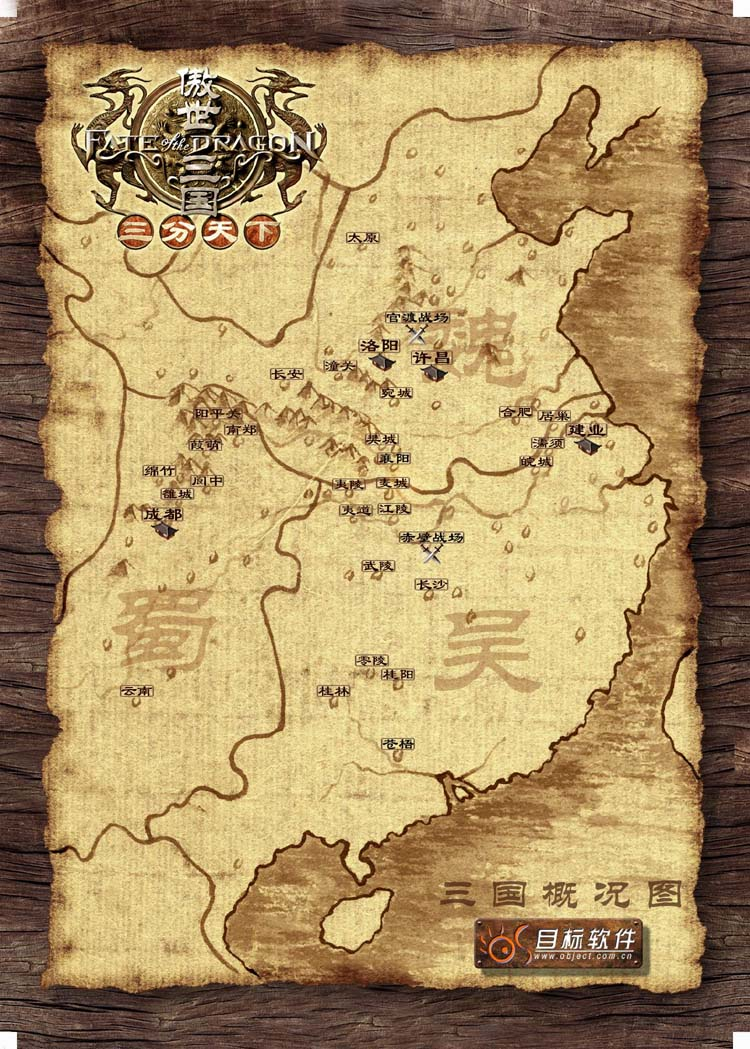 傲世三国
FATE of the DRAGON
三分天下
太原
官渡战场
魏
洛阳
许昌
潼关
长安
宛城
阳平关
南郑
葭萌
绵竹
阆中
雒城
成都
樊城
襄阳
夷陵
麦城
夷道
江陵
合肥
居巢
建业
濡须
皖城
赤壁战场
武陵
长沙
蜀
吴
零陵
桂阳
云南
桂林
苍梧
三国概况图
目标软件
www.object.com.cn